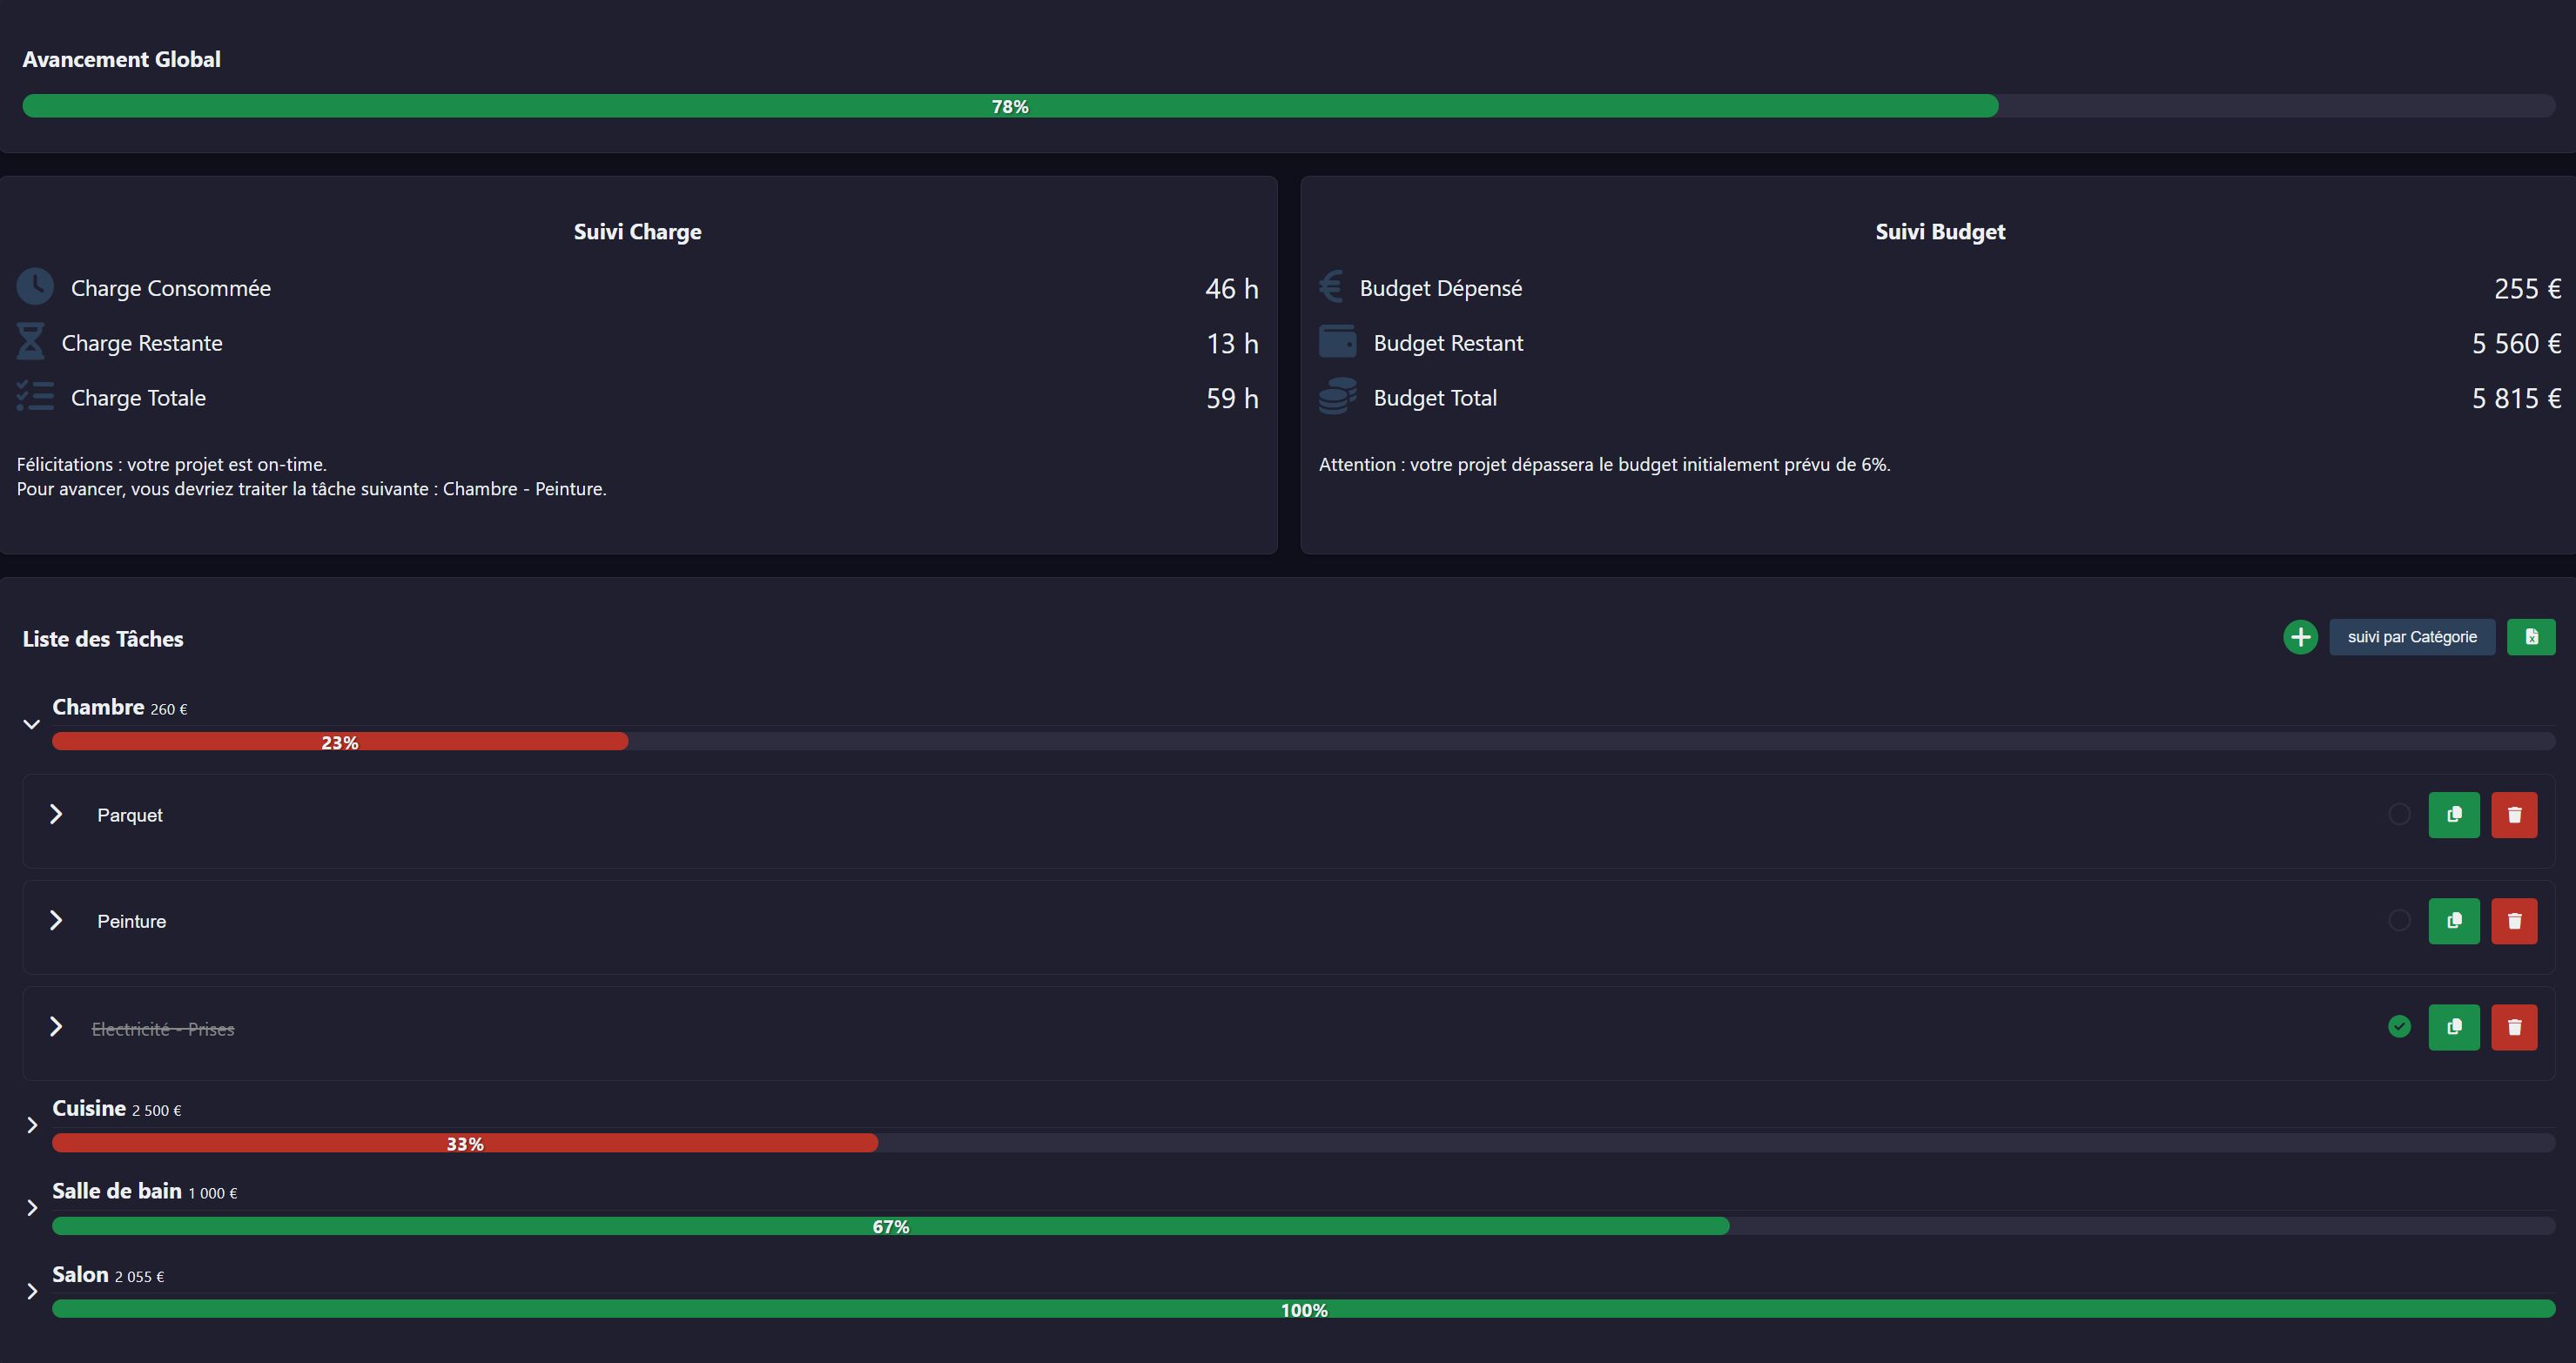 Avancement Global
78%
Suivi Charge
Charge Consommée 46 h
Charge Restante 13 h
Charge Totale 59 h
Félicitations : votre projet est on-time.
Pour avancer, vous devriez traiter la tâche suivante : Chambre - Peinture.
Suivi Budget
Budget Dépensé 255 €
Budget Restant 5 560 €
Budget Total 5 815 €
Attention : votre projet dépassera le budget initialement prévu de 6%.
Liste des Tâches suivi par Catégorie
Chambre 260 €
23%
Parquet
Peinture
Electricité - Prises
Cuisine 2 500 €
33%
Salle de bain 1 000 €
67%
Salon 2 055 €
100%